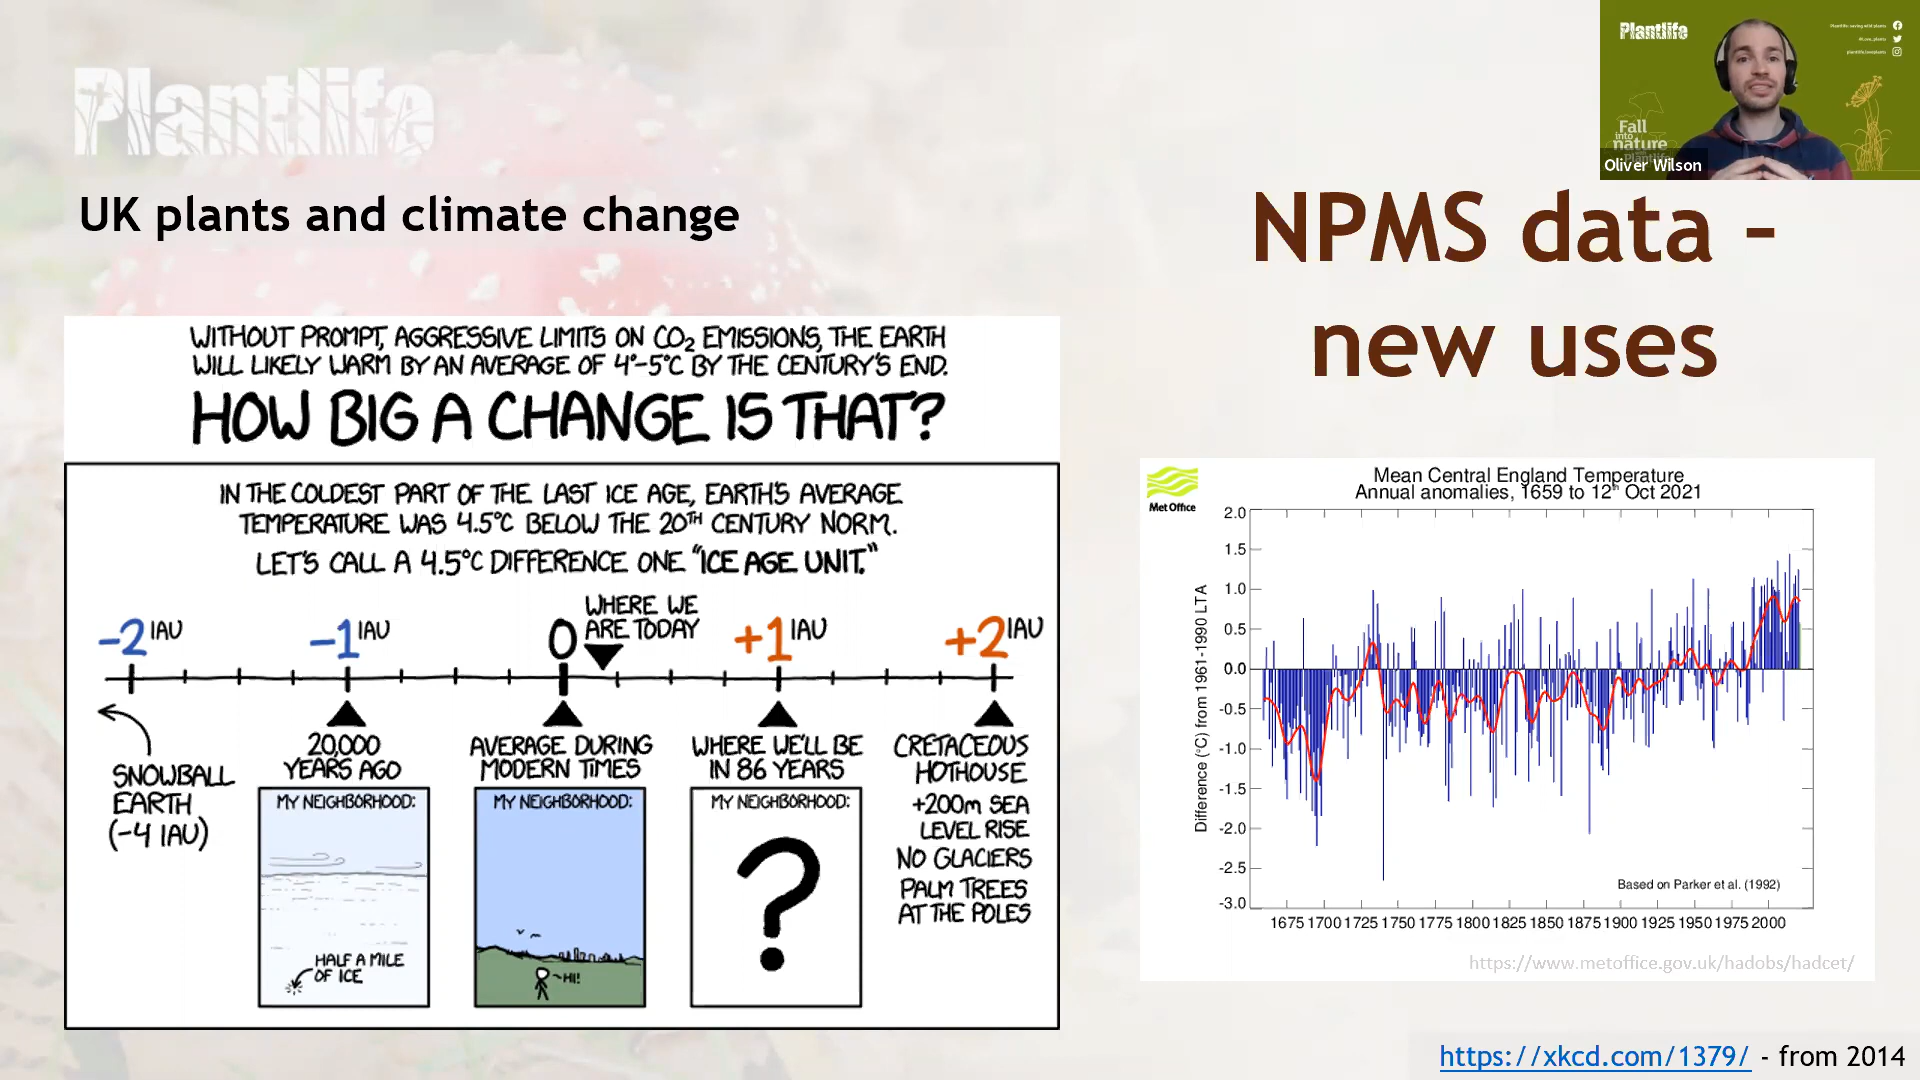 Plantlife
UK plants and climate change
NPMS data -
new uses
WITHOUT PROMPT, AGGRESSIVE LIMITS ON CO₂ EMISSIONS, THE EARTH
WILL LIKELY WARM BY AN AVERAGE OF 4°-5°C BY THE CENTURY'S END.
HOW BIG A CHANGE IS THAT?
IN THE COLDEST PART OF THE LAST ICE AGE, EARTH'S AVERAGE
TEMPERATURE WAS 4.5°C BELOW THE 20TH CENTURY NORM.
LET'S CALL A 4.5°C DIFFERENCE ONE "ICE AGE UNIT."
-2 IAU
-1 IAU
0
WHERE WE
ARE TODAY
+1 IAU
+2 IAU
SNOWBALL
EARTH
(-4 IAU)
20,000
YEARS AGO
MY NEIGHBORHOOD:
HALF A MILE
OF ICE
AVERAGE DURING
MODERN TIMES
MY NEIGHBORHOOD:
HI!
WHERE WE'LL BE
IN 86 YEARS
MY NEIGHBORHOOD:
?
CRETACEOUS
HOTHOUSE
+200m SEA
LEVEL RISE
NO GLACIERS
PALM TREES
AT THE POLES
Met Office
Mean Central England Temperature
Annual anomalies, 1659 to 12th Oct 2021
Difference (°C) from 1961-1990 LTA
2.0
1.5
1.0
0.5
0.0
-0.5
-1.0
-1.5
-2.0
-2.5
-3.0
Based on Parker et al. (1992)
1675 1700 1725 1750 1775 1800 1825 1850 1875 1900 1925 1950 1975 2000
https://www.metoffice.gov.uk/hadobs/hadcet/
https://xkcd.com/1379/ - from 2014
Plantlife
Fall
into
nature
Oliver Wilson